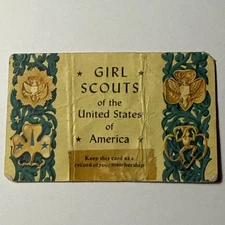 GIRL
SCOUTS
of the
United States
of
America
Keep this card as a
record of your membership